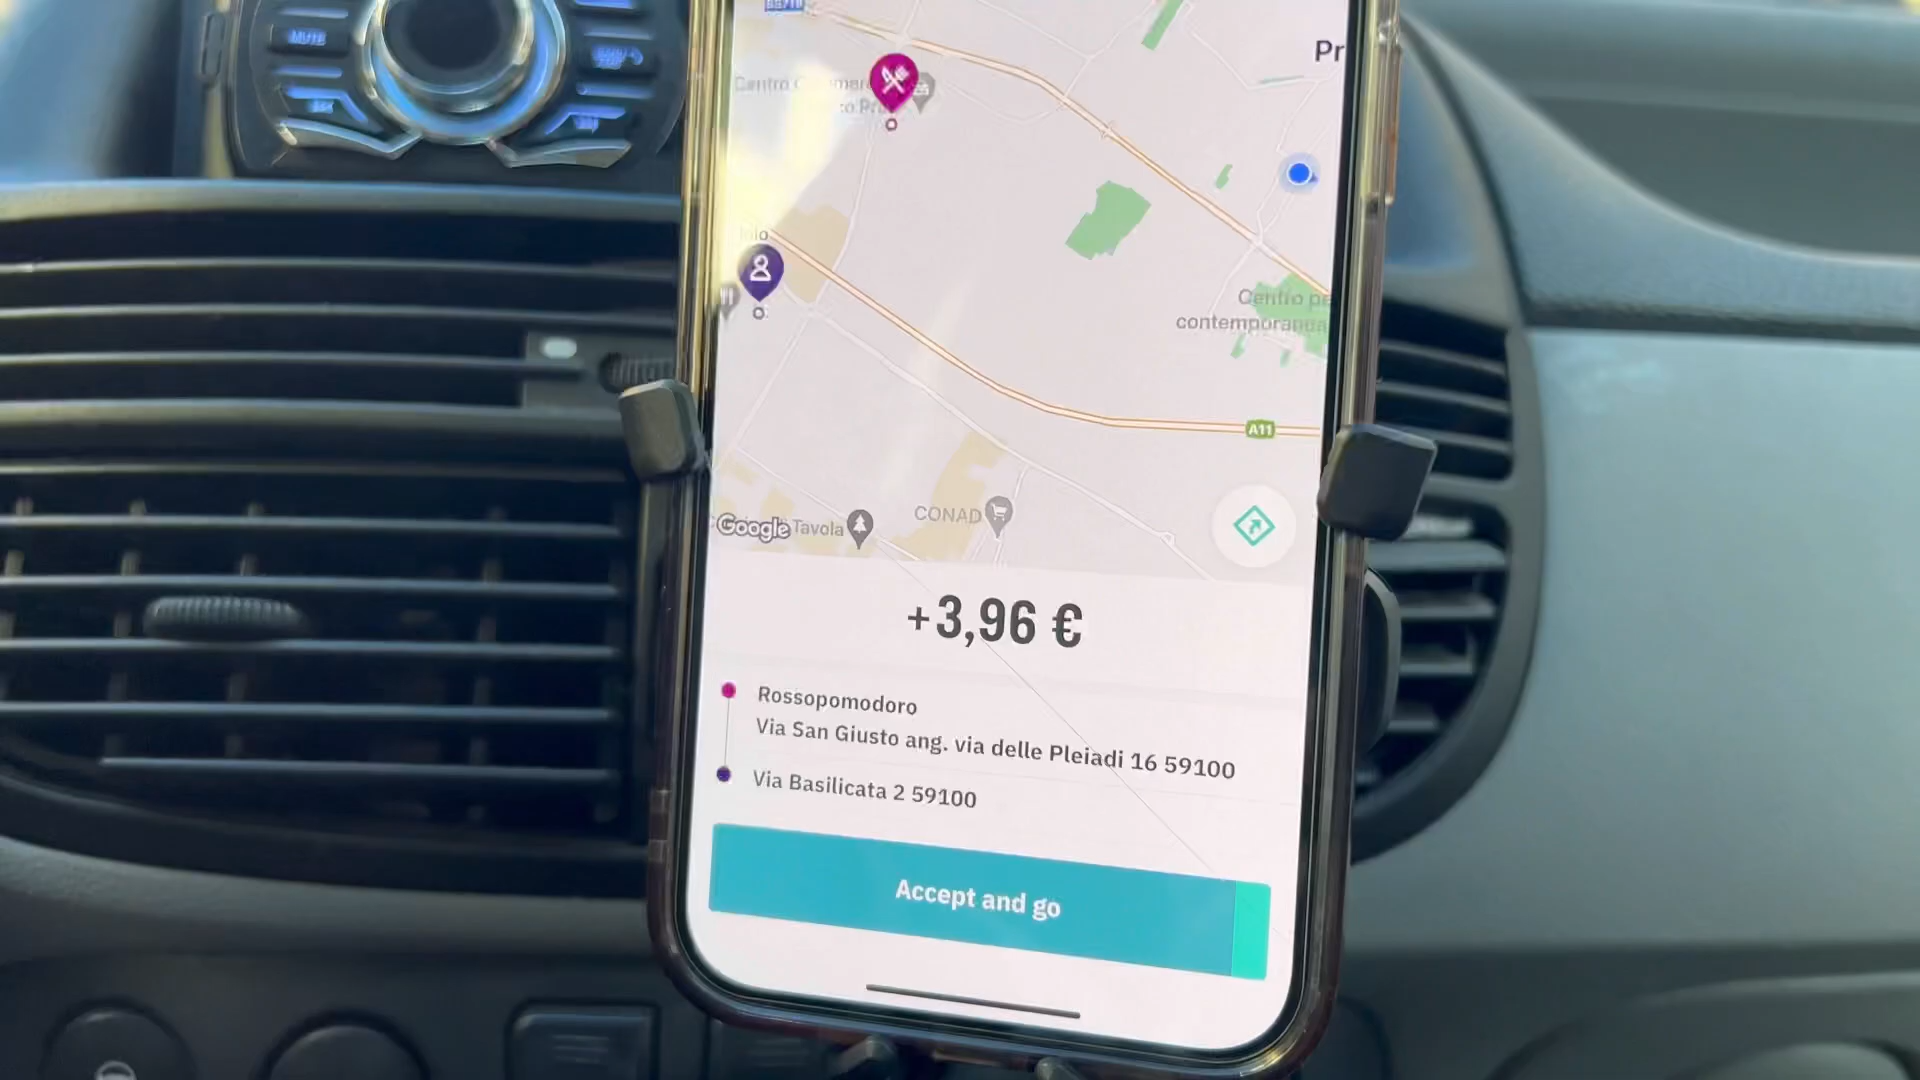 MUTE
Pr
Centro
A11
Centro pe
contemporanea
CONAD
Google
Tavola
+3,96 €
Rossopomodoro
Via San Giusto ang. via delle Pleiadi 16 59100
Via Basilicata 2 59100
Accept and go